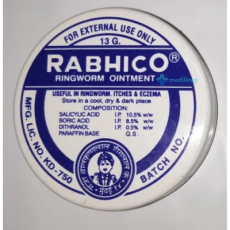 FOR EXTERNAL USE ONLY
13 G.
RABHICO®
RINGWORM OINTMENT
USEFUL IN RINGWORM, ITCHES & ECZEMA
Store in a cool, dry & dark place
COMPOSITION:
SALICYLIC ACID I.P. 10.5% w/w
BORIC ACID I.P. 8.5% w/w
DITHRANOL I.P. 0.5% w/w
PARAFFIN BASE Q.S.
MFG. LIC. NO. KD-750
BATCH NO.